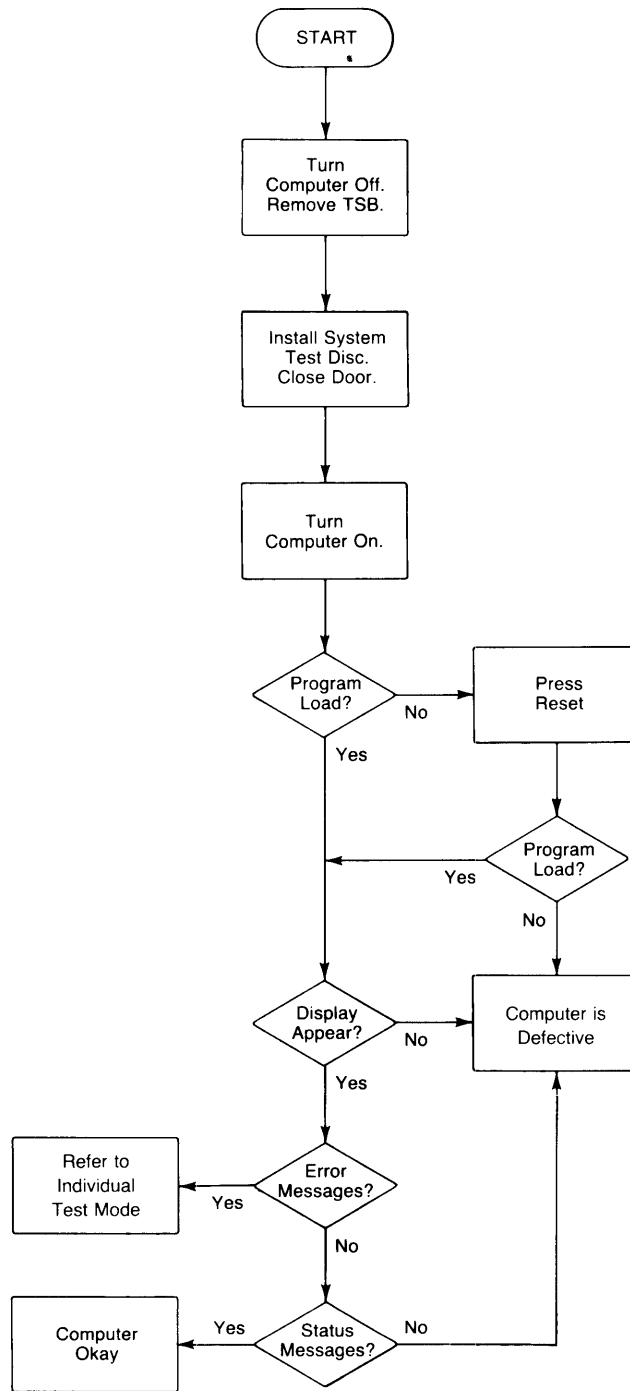 START
Turn
Computer Off.
Remove TSB.
Install System
Test Disc.
Close Door.
Turn
Computer On.
Program
Load?
No
Press
Reset
Yes
Program
Load?
Yes
No
Display
Appear?
No
Computer is
Defective
Yes
Refer to
Individual
Test Mode
Yes
Error
Messages?
No
Computer
Okay
Yes
Status
Messages?
No